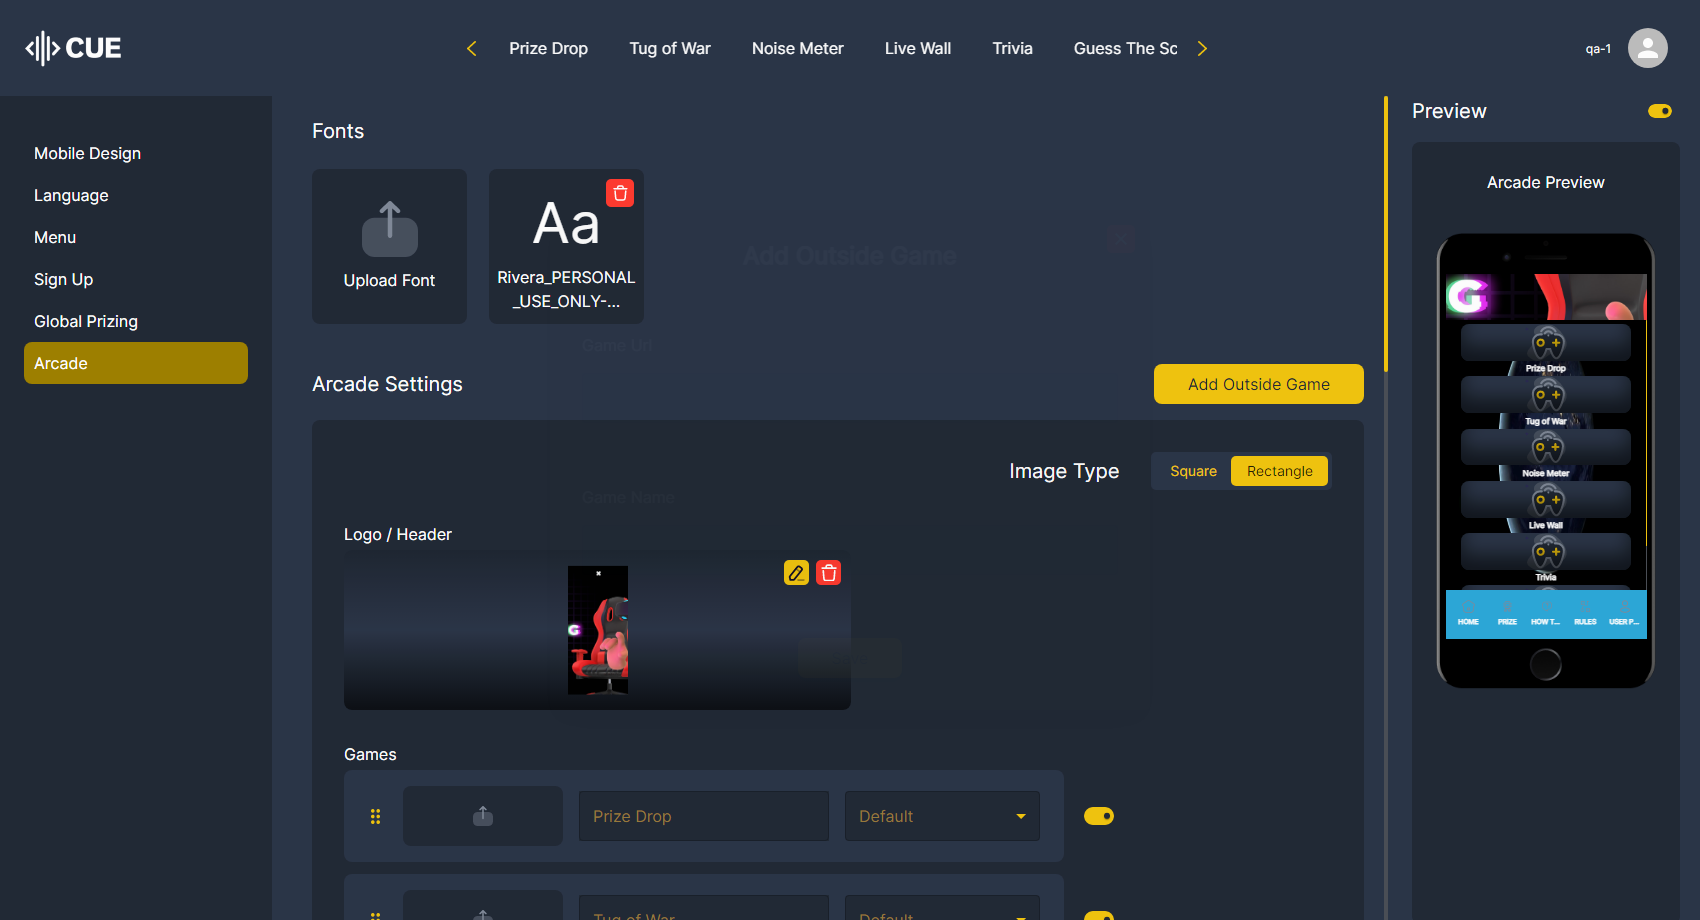 CUE
Prize Drop
Tug of War
Noise Meter
Live Wall
Trivia
Guess The Sc
qa-1
Mobile Design
Language
Menu
Sign Up
Global Prizing
Arcade
Fonts
Upload Font
Aa
Rivera_PERSONAL
_USE_ONLY-...
Add Outside Game
Game Url
Game Name
Arcade Settings
Add Outside Game
Image Type
Square
Rectangle
Logo / Header
G
Games
Prize Drop
Default
Tug of War
Default
Preview
Arcade Preview
G
Prize Drop
Tug of War
Noise Meter
Live Wall
Trivia
HOME
PRIZE
HOW T...
RULES
USER P...